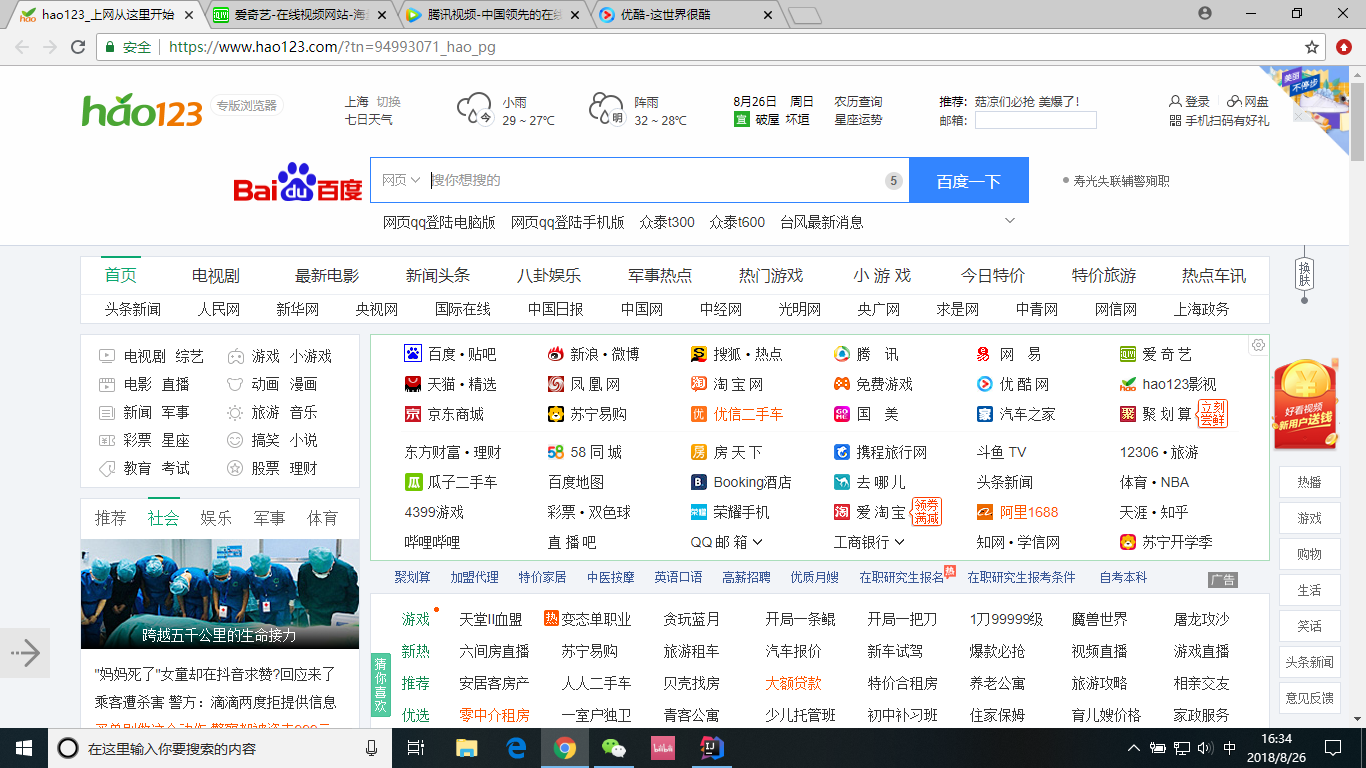 hao123_上网从这里开始
爱奇艺-在线视频网站-海
腾讯视频-中国领先的在线
优酷-这世界很酷
安全 https://www.hao123.com/?tn=94993071_hao_pg
hao123 专版浏览器
上海 切换
七日天气
今 小雨
29 ~ 27℃
明 阵雨
32 ~ 28℃
8月26日 周日
宜 破屋 坏垣
农历查询
星座运势
推荐: 菇凉们必抢 美爆了!
邮箱:
登录 网盘
手机扫码有好礼
美丽
不停步
Bai du 百度
网页 搜你想搜的 5 百度一下
寿光失联辅警殉职
网页qq登陆电脑版 网页qq登陆手机版 众泰t300 众泰t600 台风最新消息
换肤
首页 电视剧 最新电影 新闻头条 八卦娱乐 军事热点 热门游戏 小 游 戏 今日特价 特价旅游 热点车讯
头条新闻 人民网 新华网 央视网 国际在线 中国日报 中国网 中经网 光明网 央广网 求是网 中青网 网信网 上海政务
电视剧 综艺 游戏 小游戏
电影 直播 动画 漫画
新闻 军事 旅游 音乐
彩票 星座 搞笑 小说
教育 考试 股票 理财
百度 • 贴吧 新浪 • 微博 搜狐 • 热点 腾 讯 网 易 爱 奇 艺
天猫 • 精选 凤 凰 网 淘 宝 网 免费游戏 优 酷 网 hao123影视
京东商城 苏宁易购 优信二手车 国 美 汽车之家 聚 划 算 立刻尝鲜
东方财富 • 理财 58 同 城 房 天 下 携程旅行网 斗鱼 TV 12306 • 旅游
瓜子二手车 百度地图 Booking酒店 去 哪 儿 头条新闻 体育 • NBA
4399游戏 彩票 • 双色球 荣耀手机 爱 淘 宝 领券满减 阿里1688 天涯 • 知乎
哔哩哔哩 直 播 吧 QQ 邮 箱 工商银行 知网 • 学信网 苏宁开学季
好看视频
新用户送钱
热播
游戏
购物
生活
笑话
头条新闻
意见反馈
推荐 社会 娱乐 军事 体育
跨越五千公里的生命接力
"妈妈死了"女童却在抖音求赞?回应来了
乘客遭杀害 警方：滴滴两度拒提供信息
聚划算 加盟代理 特价家居 中医按摩 英语口语 高薪招聘 优质月嫂 在职研究生报名 热 在职研究生报考条件 自考本科 广告
猜你喜欢
游戏 天堂II血盟 热 变态单职业 贪玩蓝月 开局一条鲲 开局一把刀 1刀99999级 魔兽世界 屠龙攻沙
新热 六间房直播 苏宁易购 旅游租车 汽车报价 新车试驾 爆款必抢 视频直播 游戏直播
推荐 安居客房产 人人二手车 贝壳找房 大额贷款 特价合租房 养老公寓 旅游攻略 相亲交友
优选 零中介租房 一室户独卫 青客公寓 少儿托管班 初中补习班 住家保姆 育儿嫂价格 家政服务
在这里输入你要搜索的内容
中
16:34
2018/8/26